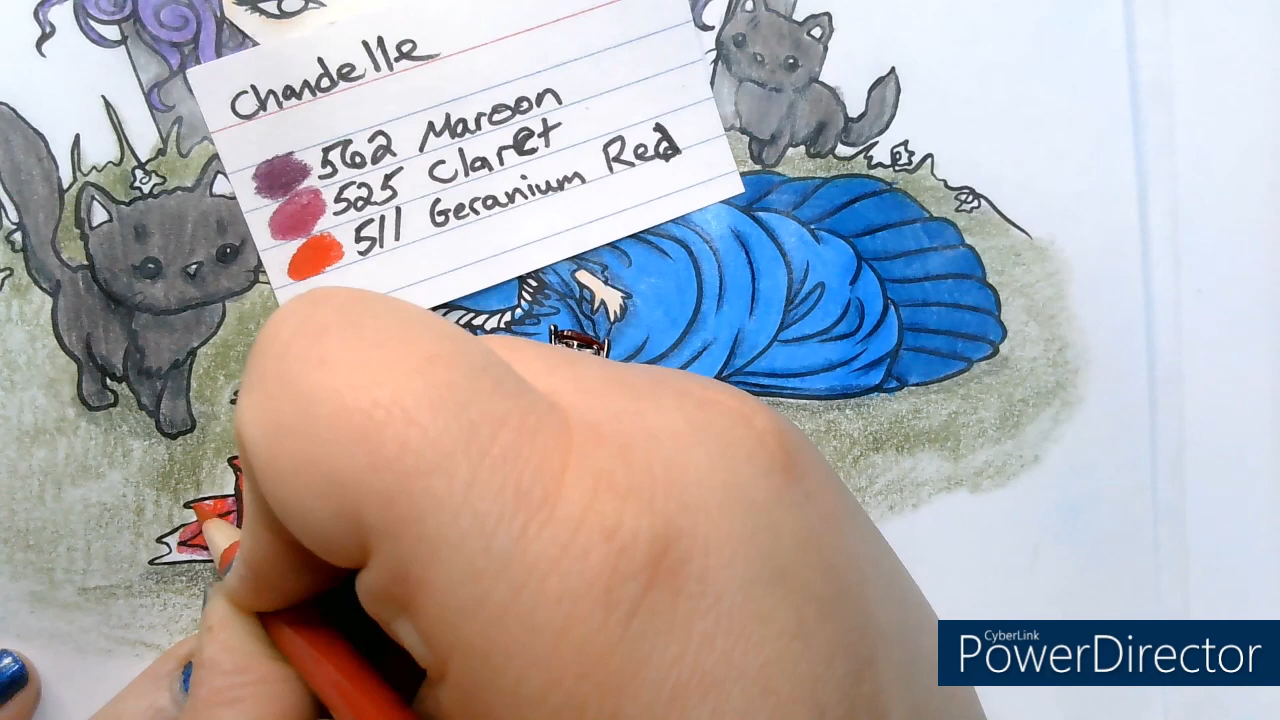 Chandelle
562 Maroon
525 Claret
511 Geranium Red
CyberLink
PowerDirector